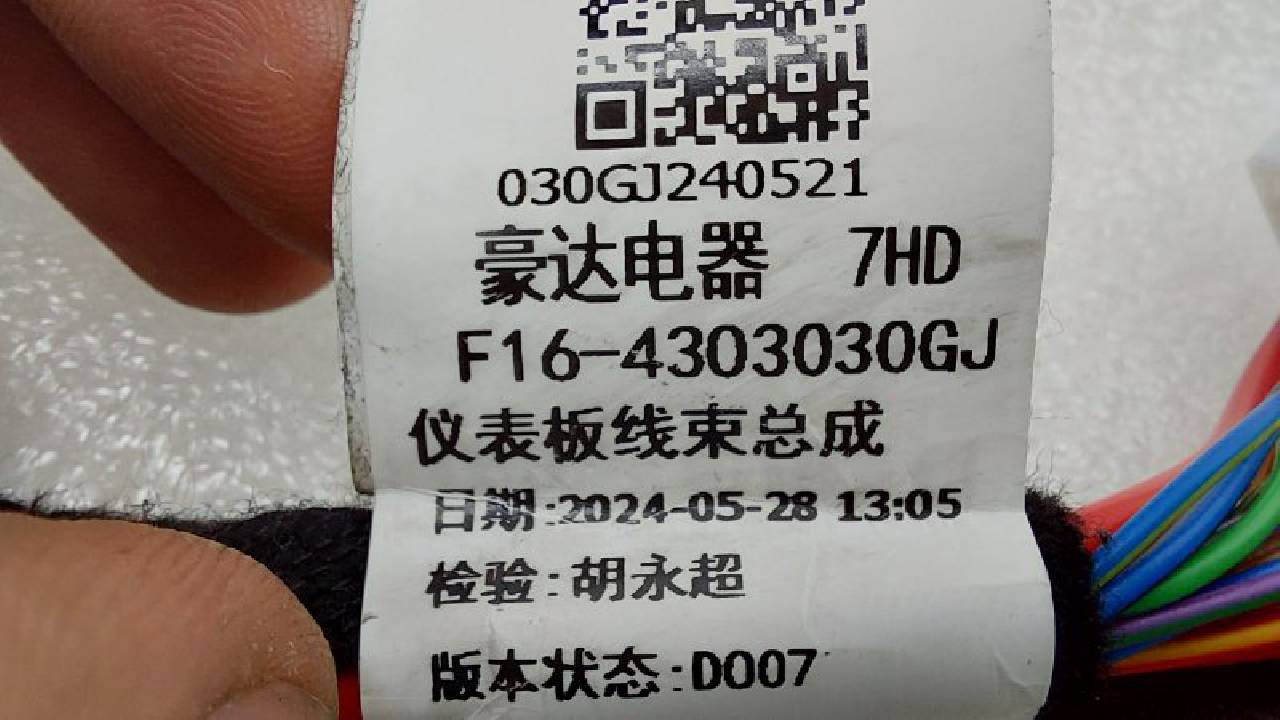 030GJ240521
豪达电器 7HD
F16-4303030GJ
仪表板线束总成
日期:2024-05-28 13:05
检验:胡永超
版本状态:D007